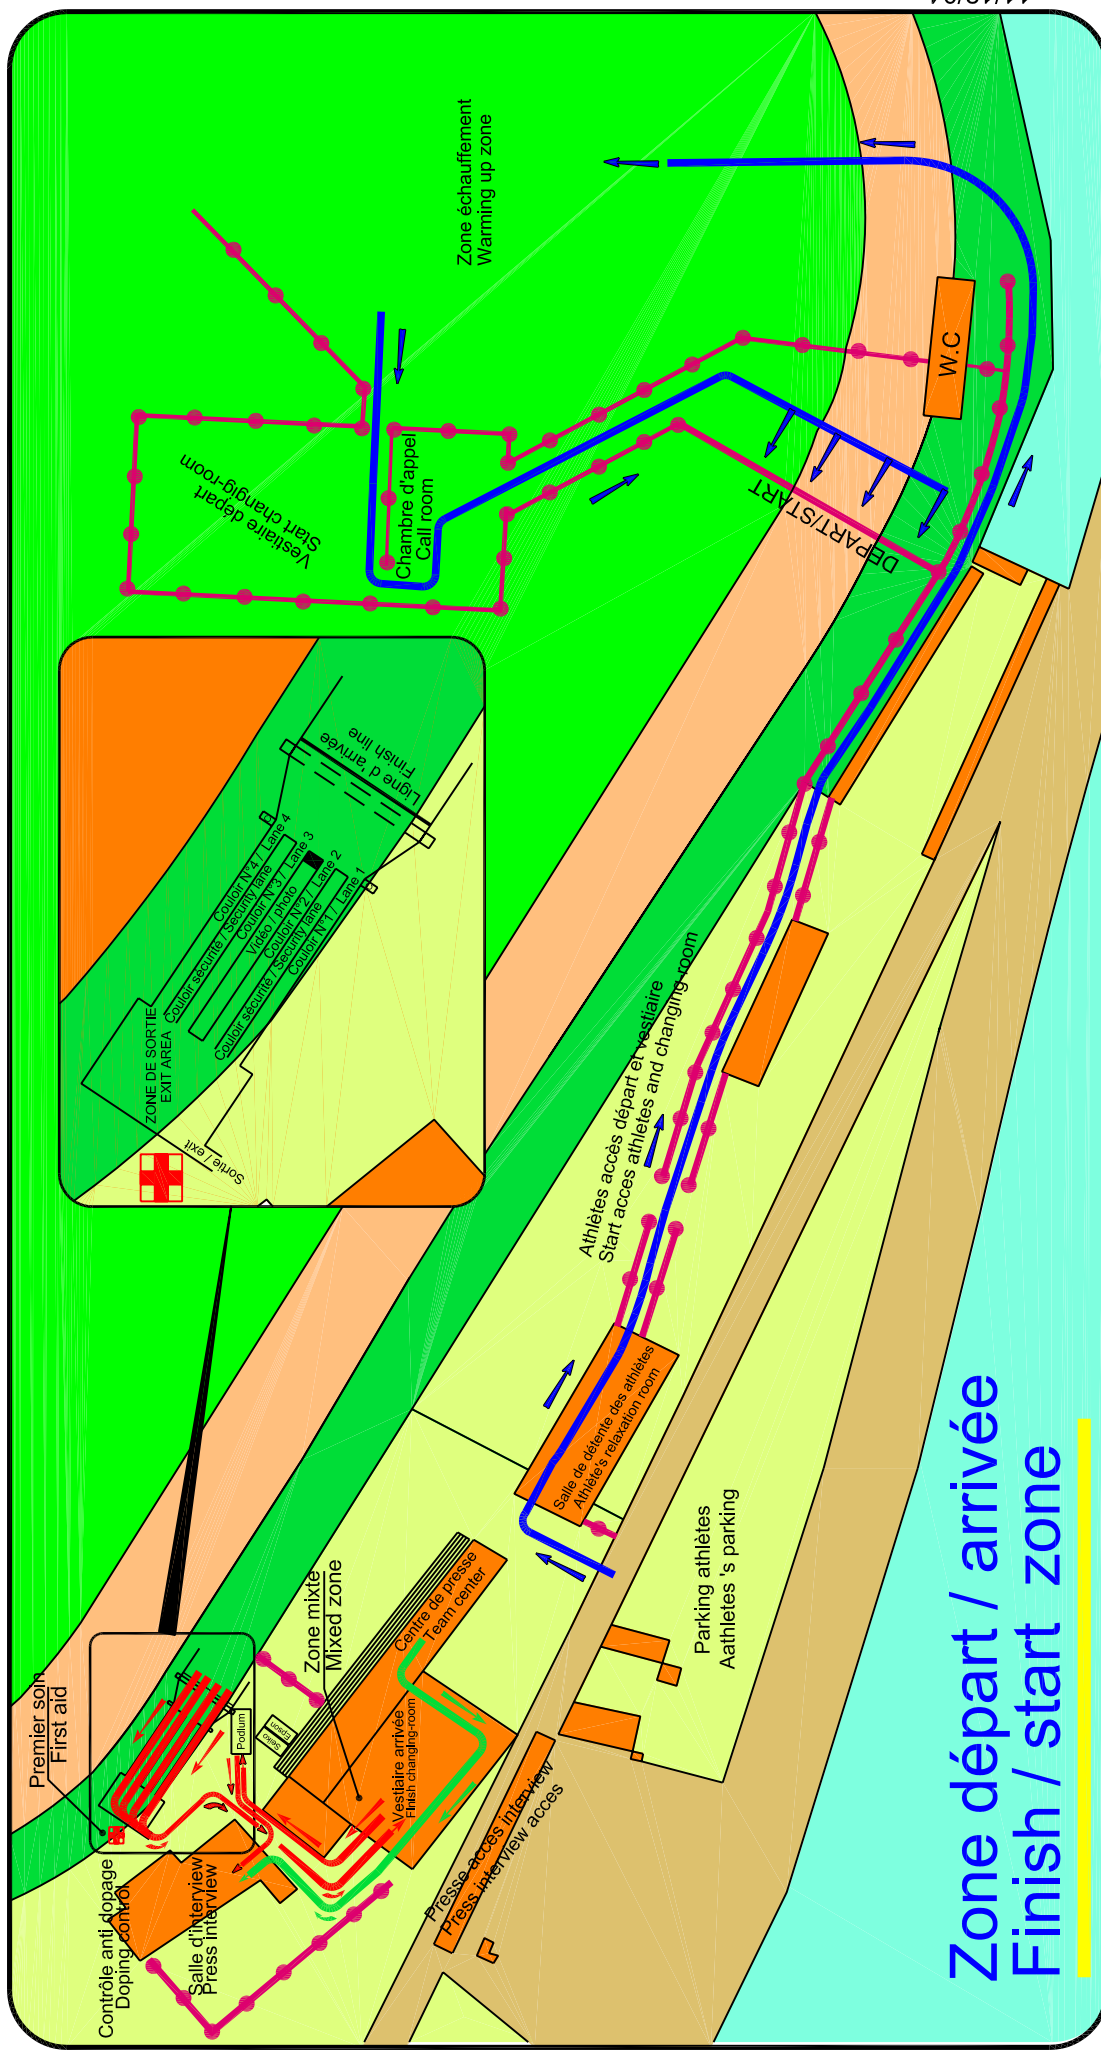 Zone départ / arrivée
Finish / start  zone
Premier soin
First aid
Contrôle anti dopage
Doping control
Salle d'interview
Press interview
Podium
Seiko
Epson
Zone mixte
Mixed zone
Centre de presse
Team center
Vestiaire arrivée
Finish changing-room
Presse accès interview
Press interview acces
Parking athlètes
Aathletes 's parking
Salle de détente des athlètes
Athlète's relaxation room
Athlètes accès départ et vestiaire
Start acces athletes and changing-room
Sortie / exit
ZONE DE SORTIE
EXIT AREA
Couloir N°4 / Lane 4
Couloir sécurité / Security lane
Couloir N°3 / Lane 3
Vidéo / photo
Couloir N°2 / Lane 2
Couloir sécurité / Security lane
Couloir N°1 / Lane 1
Ligne d'arrivée
Finish line
Vestiaire départ
Start changig-room
Chambre d'appel
Call room
Zone échauffement
Warming up zone
DEPART/START
W.C